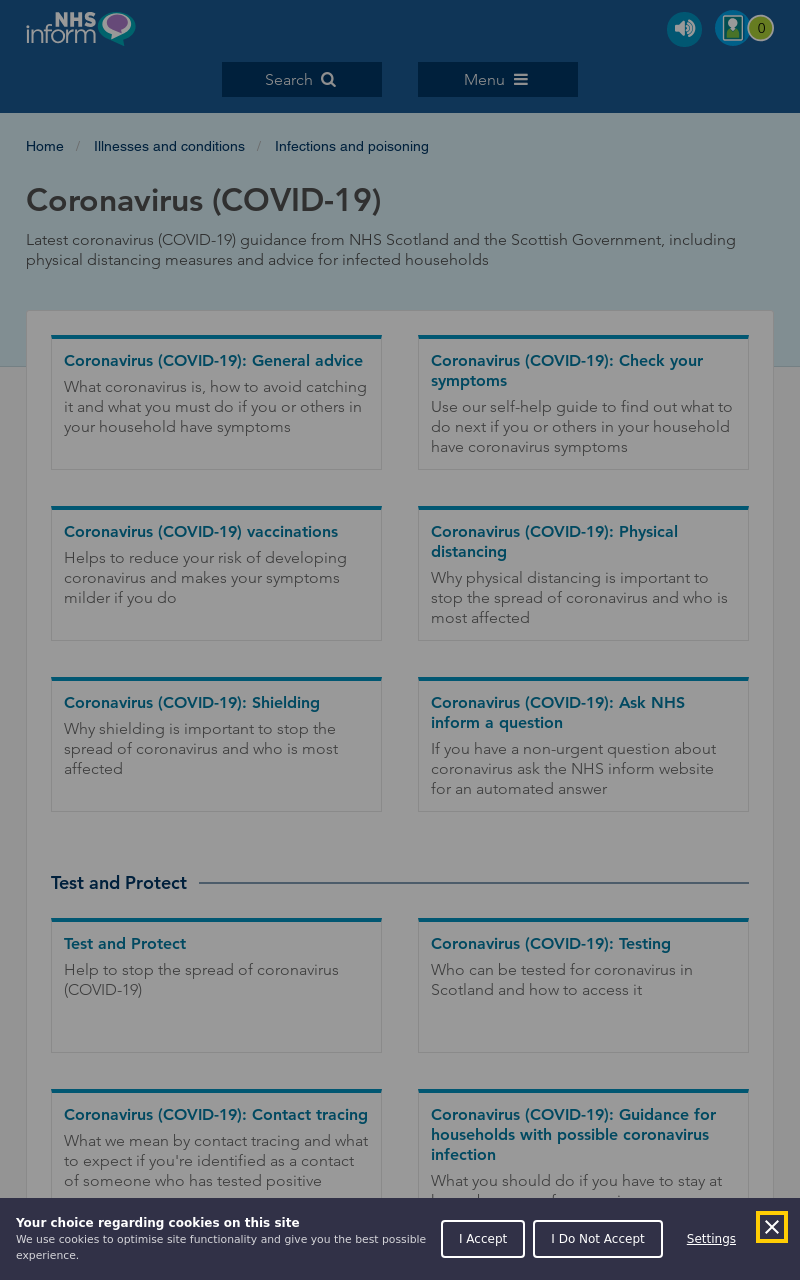 NHS
inform
0
Search
Menu
Home / Illnesses and conditions / Infections and poisoning
Coronavirus (COVID-19)
Latest coronavirus (COVID-19) guidance from NHS Scotland and the Scottish Government, including
physical distancing measures and advice for infected households
Coronavirus (COVID-19): General advice
What coronavirus is, how to avoid catching
it and what you must do if you or others in
your household have symptoms
Coronavirus (COVID-19): Check your
symptoms
Use our self-help guide to find out what to
do next if you or others in your household
have coronavirus symptoms
Coronavirus (COVID-19) vaccinations
Helps to reduce your risk of developing
coronavirus and makes your symptoms
milder if you do
Coronavirus (COVID-19): Physical
distancing
Why physical distancing is important to
stop the spread of coronavirus and who is
most affected
Coronavirus (COVID-19): Shielding
Why shielding is important to stop the
spread of coronavirus and who is most
affected
Coronavirus (COVID-19): Ask NHS
inform a question
If you have a non-urgent question about
coronavirus ask the NHS inform website
for an automated answer
Test and Protect
Test and Protect
Help to stop the spread of coronavirus
(COVID-19)
Coronavirus (COVID-19): Testing
Who can be tested for coronavirus in
Scotland and how to access it
Coronavirus (COVID-19): Contact tracing
What we mean by contact tracing and what
to expect if you're identified as a contact
of someone who has tested positive
Coronavirus (COVID-19): Guidance for
households with possible coronavirus
infection
What you should do if you have to stay at
Your choice regarding cookies on this site
We use cookies to optimise site functionality and give you the best possible
experience.
I Accept
I Do Not Accept
Settings